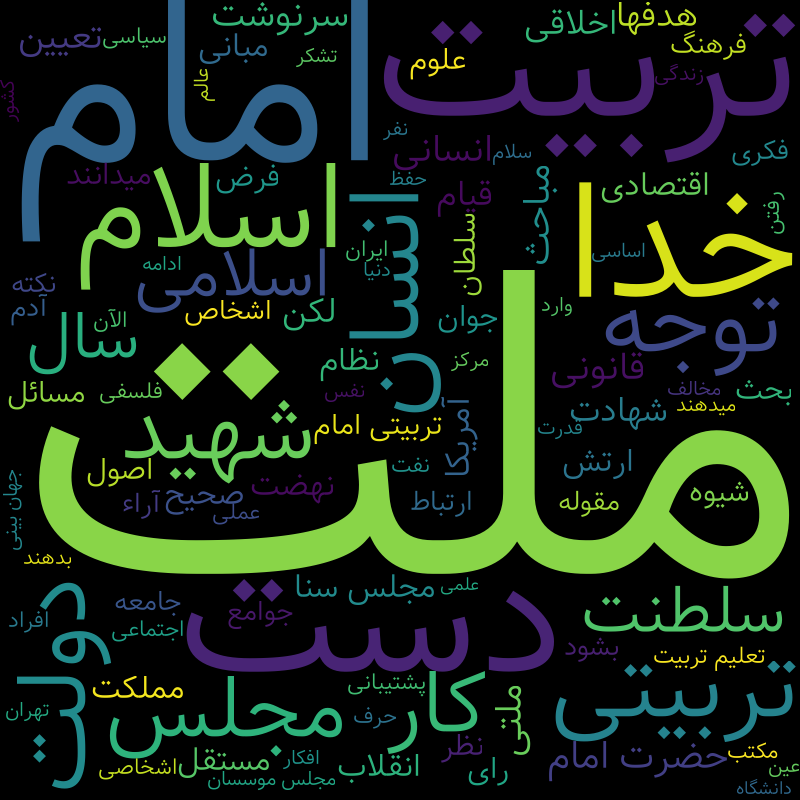 سرنوشت
هدفها
اخلاقی
تربیت
امام
سیاسی
تعیین
مبانی
تشکر
علوم
فرهنگ
زندگی
عالم
کشور
نفر
انسانی
سلام
فکری
میدانند
فرض
حفظ
قیام
مباحث
اقتصادی
رفتن
خدا
اسلام
انسان
سلطان
ایران
دنیا
اساسی
ادامه
اسلامی
نکته
آدم
الآن
اشخاص
لکن
جوان
وارد
توجه
سال
نظام
مرکز
قانونی
مخالف
بحث
میدهند
مسائل
فلسفی
نفس
شهادت
قدرت
آمریکا
تربیتی امام
شهید
ملت
اصول
نفت
ارتش
نهضت
صحیح
آراء
عملی
ارتباط
مقوله
شیوه
جهان بینی
بدهند
مجلس سنا
علمی
جامعه
جوامع
افراد
اجتماعی
دولت
دست
سلطنت
بشود
تعلیم تربیت
تربیتی
مملکت
پشتیبانی
کار
ملتی
تهران
مجلس
حرف
نظر
حضرت امام
مکتب
عین
اشخاصی
مستقل
افکار
انقلاب
رای
مجلس موسسان
دانشگاه